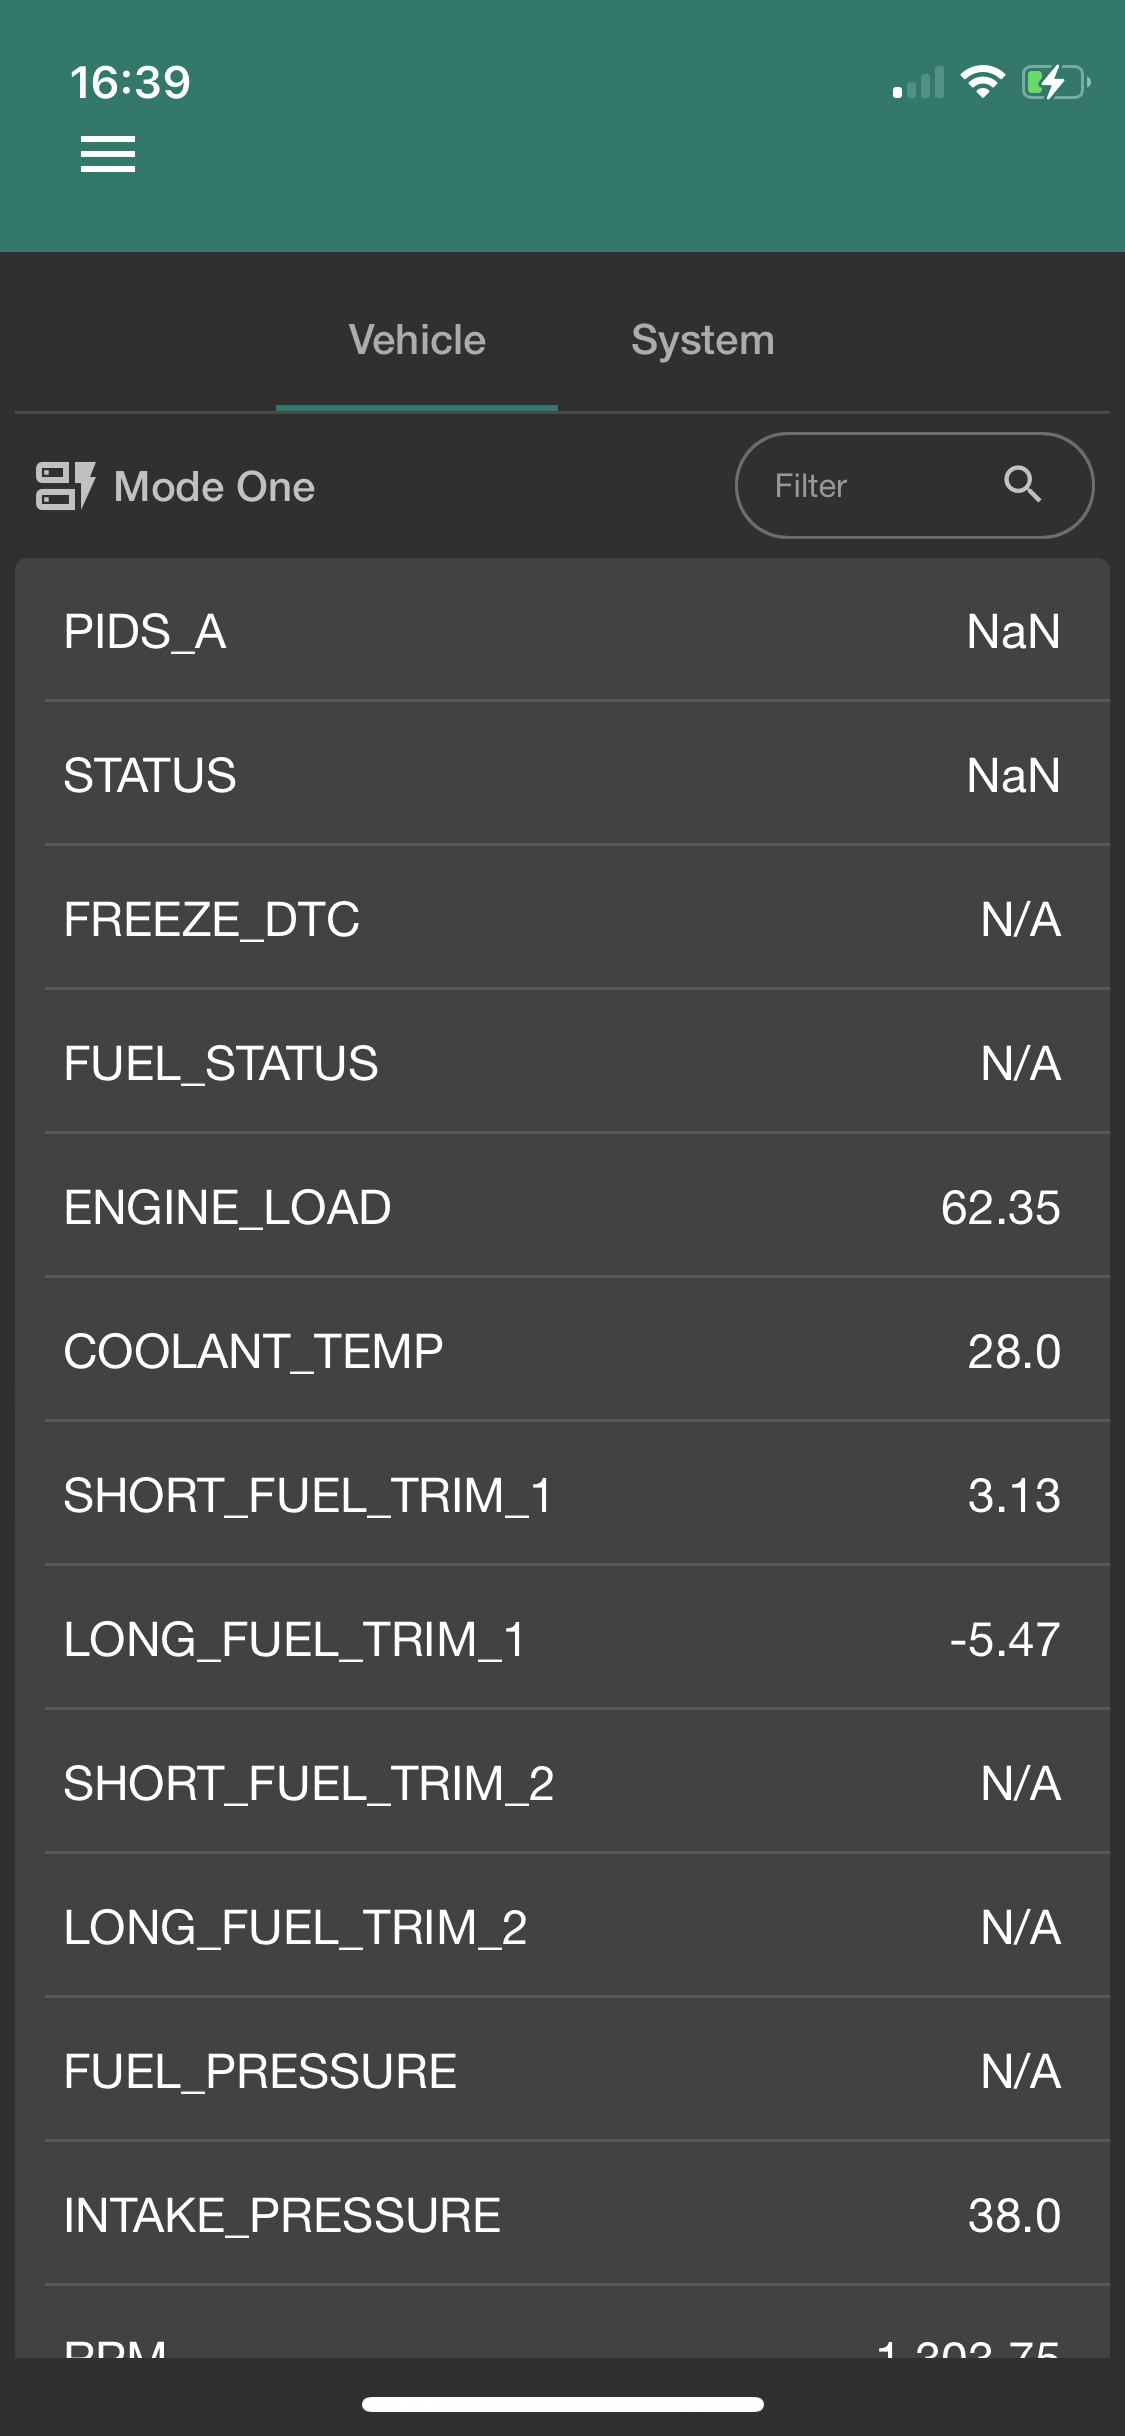 16:39
Vehicle System
Mode One Filter
PIDS_A NaN
STATUS NaN
FREEZE_DTC N/A
FUEL_STATUS N/A
ENGINE_LOAD 62.35
COOLANT_TEMP 28.0
SHORT_FUEL_TRIM_1 3.13
LONG_FUEL_TRIM_1 -5.47
SHORT_FUEL_TRIM_2 N/A
LONG_FUEL_TRIM_2 N/A
FUEL_PRESSURE N/A
INTAKE_PRESSURE 38.0
RPM